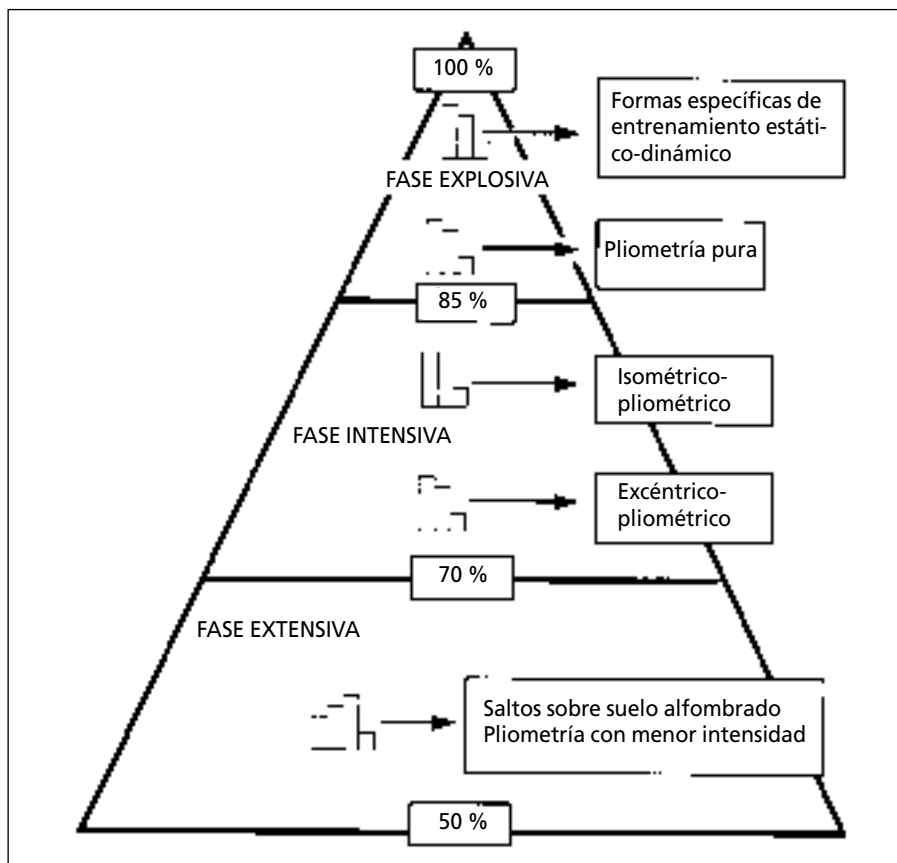 100 %
Formas específicas de
entrenamiento estáti-
co-dinámico
FASE EXPLOSIVA
Pliometría pura
85 %
Isométrico-
pliométrico
FASE INTENSIVA
Excéntrico-
pliométrico
70 %
FASE EXTENSIVA
Saltos sobre suelo alfombrado
Pliometría con menor intensidad
50 %